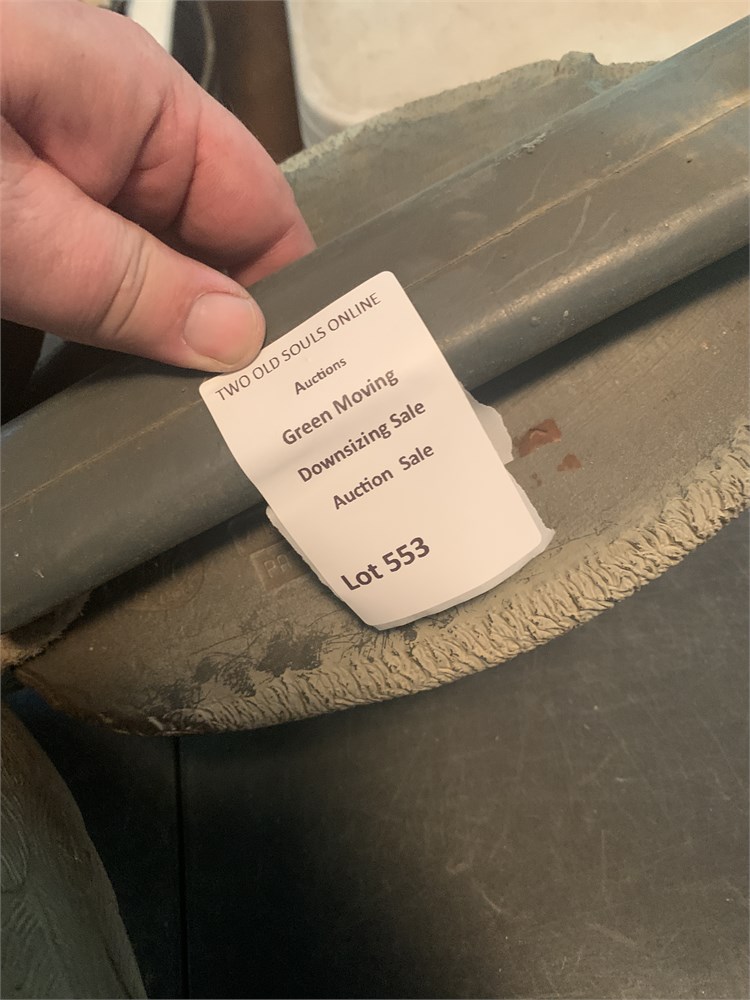 TWO OLD SOULS ONLINE
Auctions
Green Moving
Downsizing Sale
Auction Sale
Lot 553